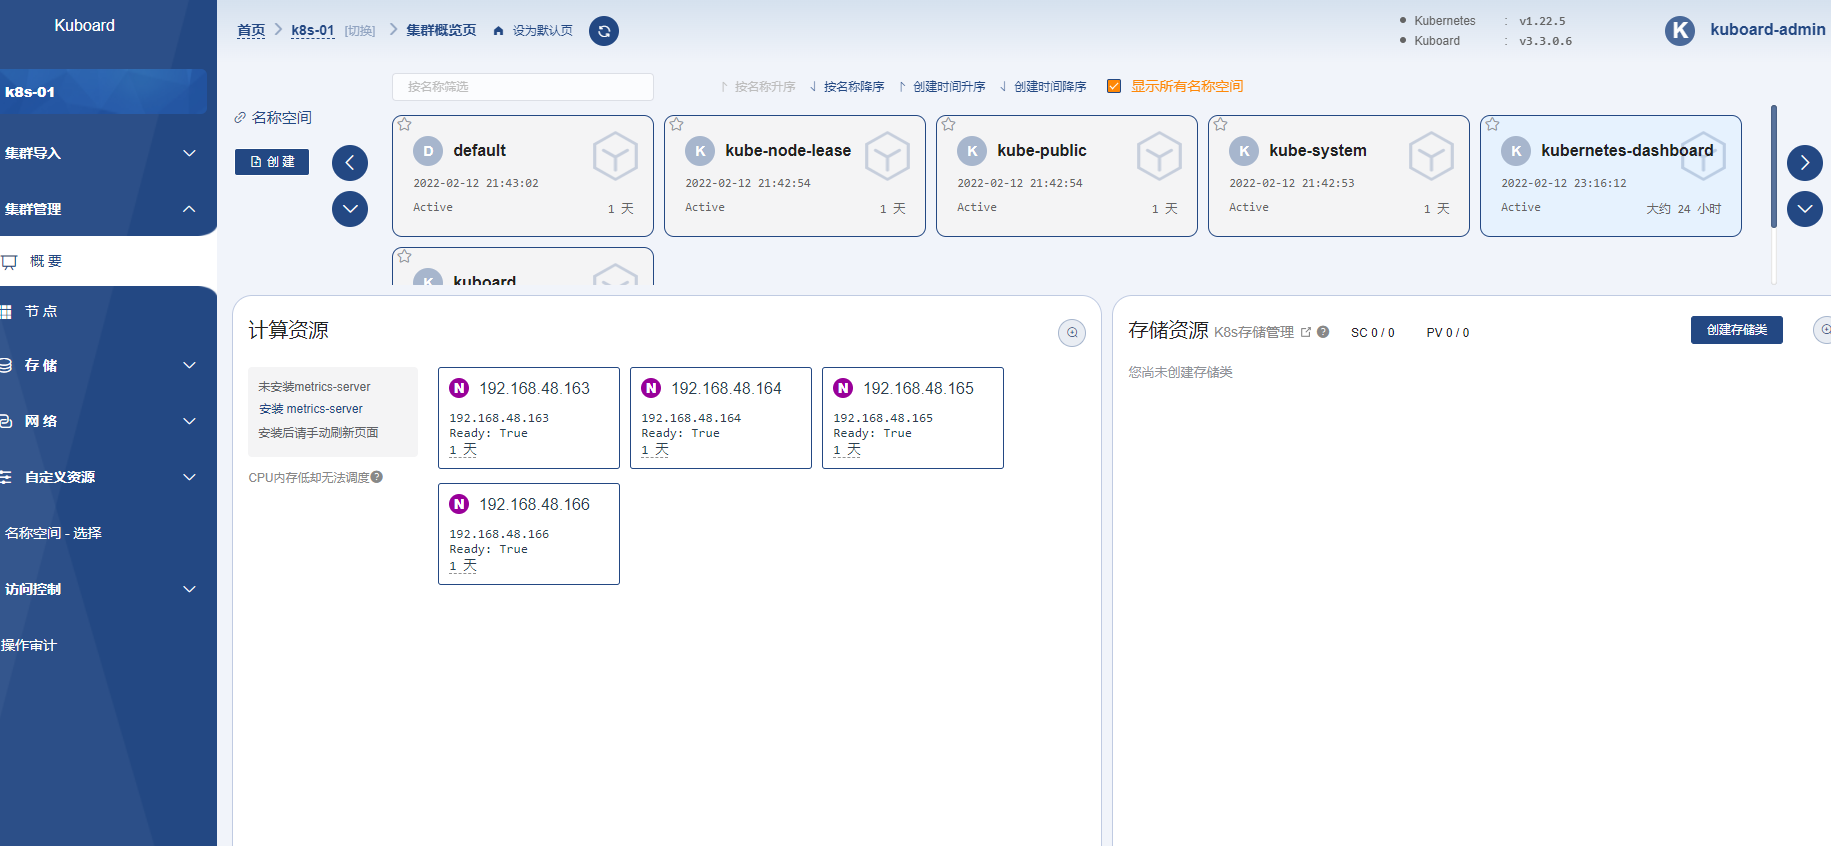 Kuboard
k8s-01
集群导入
集群管理
概 要
节 点
存 储
网 络
自定义资源
名称空间 - 选择
访问控制
操作审计
首页 k8s-01 [切换] 集群概览页 设为默认页
Kubernetes : v1.22.5
Kuboard : v3.3.0.6
K kuboard-admin
按名称筛选
按名称升序 按名称降序 创建时间升序 创建时间降序 显示所有名称空间
名称空间
创 建
D default
2022-02-12 21:43:02
Active 1 天
K kube-node-lease
2022-02-12 21:42:54
Active 1 天
K kube-public
2022-02-12 21:42:54
Active 1 天
K kube-system
2022-02-12 21:42:53
Active 1 天
K kubernetes-dashboard
2022-02-12 23:16:12
Active 大约 24 小时
K kuboard
计算资源
未安装metrics-server
安装 metrics-server
安装后请手动刷新页面
CPU内存低却无法调度?
N 192.168.48.163
192.168.48.163
Ready: True
1 天
N 192.168.48.164
192.168.48.164
Ready: True
1 天
N 192.168.48.165
192.168.48.165
Ready: True
1 天
N 192.168.48.166
192.168.48.166
Ready: True
1 天
存储资源 K8s存储管理 ? SC 0 / 0 PV 0 / 0
创建存储类
您尚未创建存储类